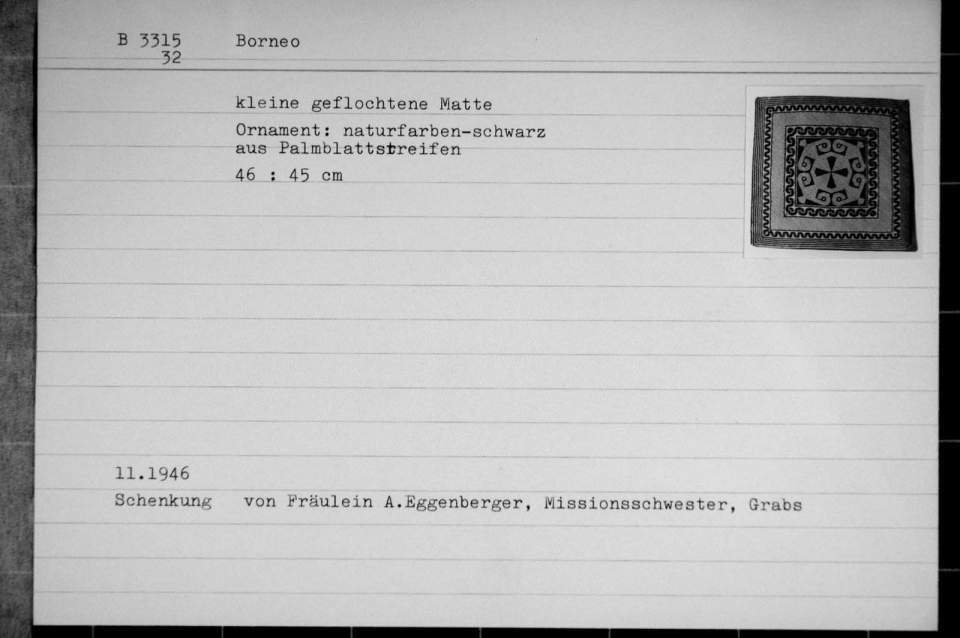 B 3315 Borneo
32
kleine geflochtene Matte
Ornament: naturfarben-schwarz
aus Palmblattstreifen
46 : 45 cm
11.1946
Schenkung von Fräulein A.Eggenberger, Missionsschwester, Grabs